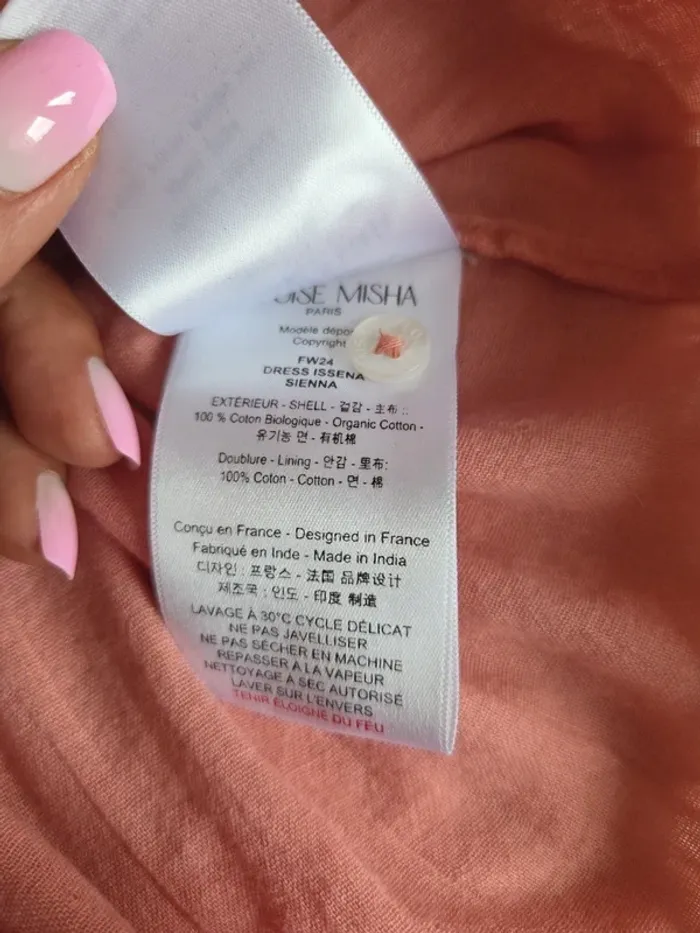 MISHA
PARIS
Modèle
Copyright
FW24
DRESS ISSENA
SIENNA
EXTÉRIEUR - SHELL - 겉감 - 主布 :.
100 % Coton Biologique - Organic Cotton -
유기농 면 - 有机棉
Doublure - Lining - 안감 - 里布:
100% Coton - Cotton - 면 - 棉
Conçu en France - Designed in France
Fabriqué en Inde - Made in India
디자인 : 프랑스 - 法国 品牌设计
제조국 : 인도 - 印度 制造
LAVAGE À 30°C CYCLE DÉLICAT
NE PAS JAVELLISER
NE PAS SÉCHER EN MACHINE
REPASSER A LA VAPEUR
NETTOYAGE À SEC AUTORISÉ
LAVER SUR L'ENVERS
TENIR ÉLOIGNÉ DU FEU